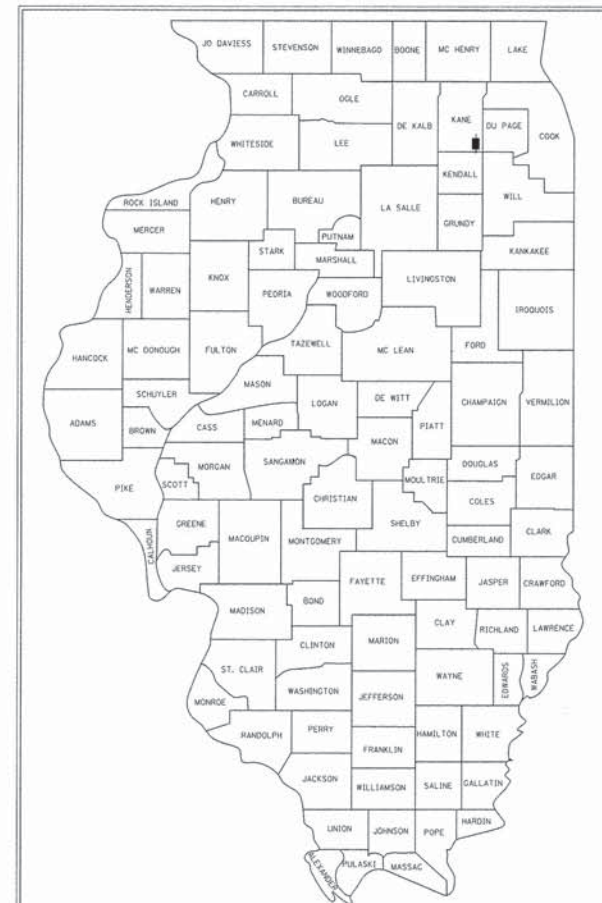 JO DAVIESS STEVENSON WINNEBAGO BOONE MC HENRY LAKE
CARROLL OGLE DE KALB KANE DU PAGE COOK
WHITESIDE LEE
KENDALL WILL
ROCK ISLAND HENRY BUREAU LA SALLE GRUNDY
MERCER PUTNAM
STARK MARSHALL KANKAKEE
HENDERSON WARREN KNOX PEORIA WOODFORD LIVINGSTON IROQUOIS
HANCOCK MC DONOUGH FULTON TAZEWELL MC LEAN FORD
MASON
SCHUYLER LOGAN DE WITT CHAMPAIGN VERMILION
ADAMS BROWN CASS MENARD PIATT
MACON
MORGAN SANGAMON DOUGLAS
PIKE SCOTT CHRISTIAN MOULTRIE COLES EDGAR
GREENE MACOUPIN MONTGOMERY SHELBY CUMBERLAND CLARK
CALHOUN JERSEY
FAYETTE EFFINGHAM JASPER CRAWFORD
MADISON BOND
CLAY RICHLAND LAWRENCE
CLINTON MARION
ST. CLAIR WAYNE EDWARDS WABASH
WASHINGTON JEFFERSON
MONROE
RANDOLPH PERRY HAMILTON WHITE
FRANKLIN
JACKSON WILLIAMSON SALINE GALLATIN
UNION JOHNSON POPE HARDIN
ALEXANDER PULASKI MASSAC